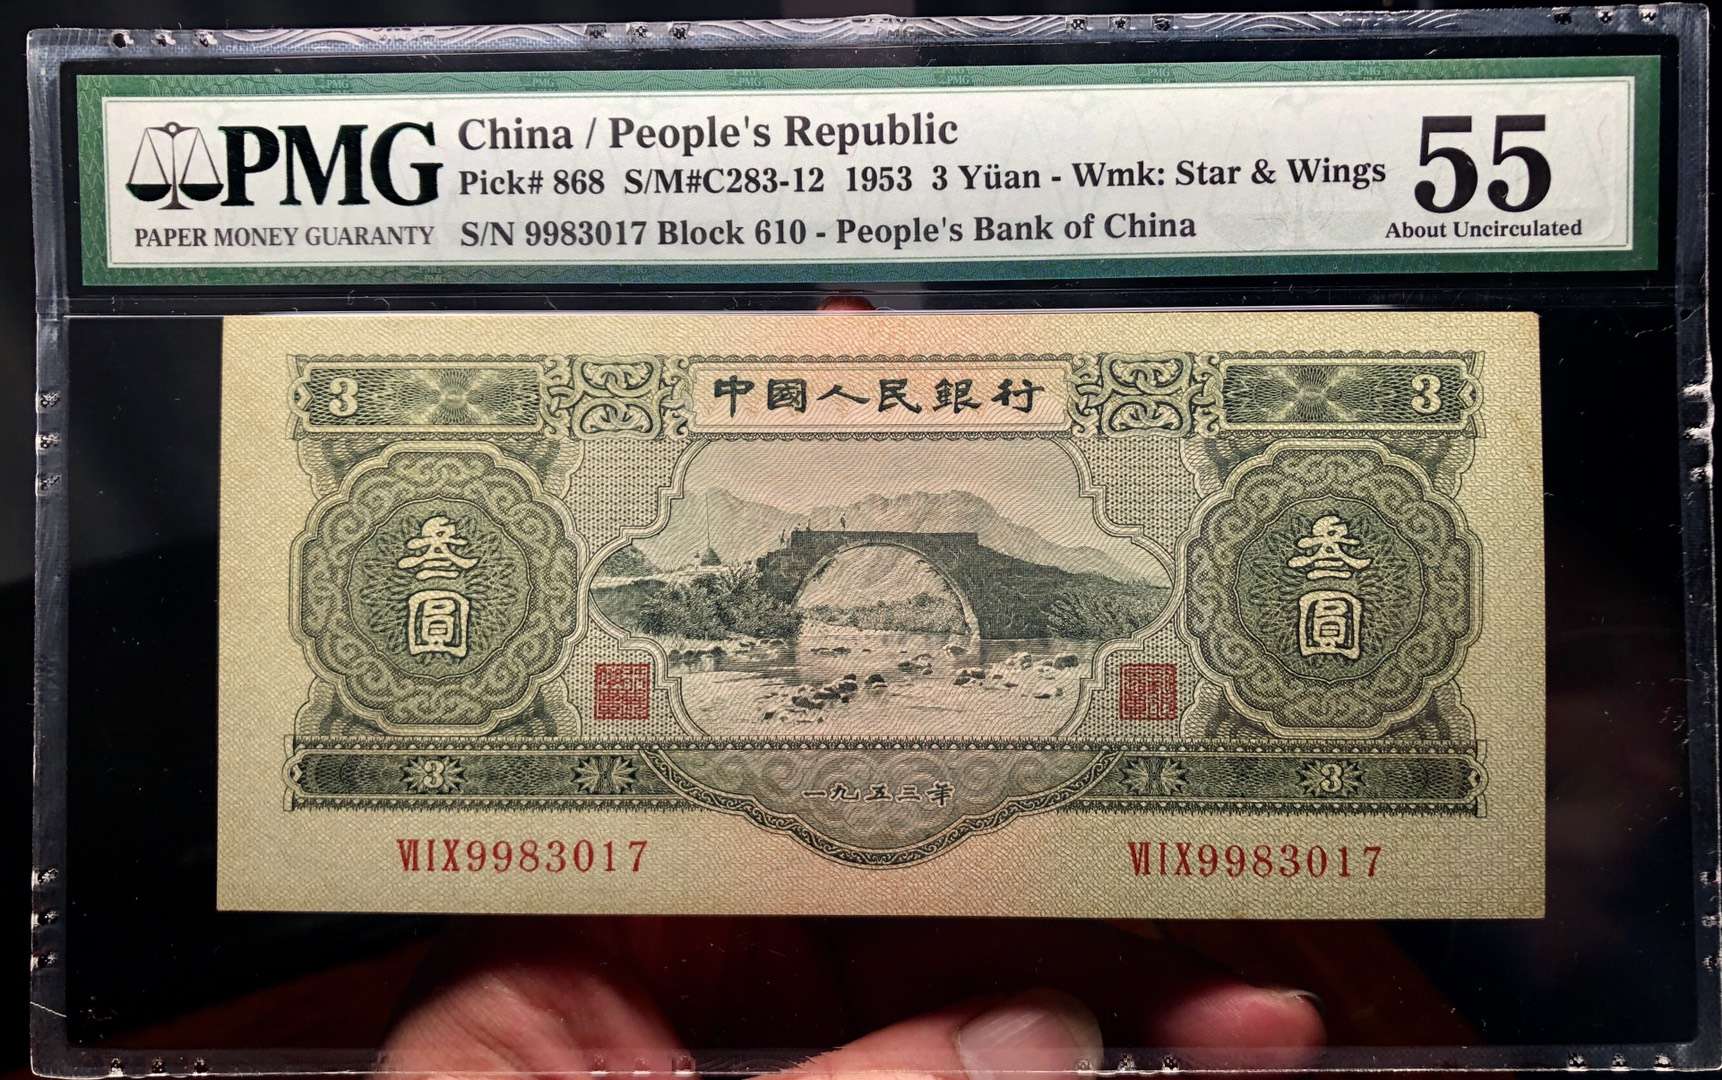 PMG
PAPER MONEY GUARANTY
China / People's Republic
Pick# 868 S/M#C283-12 1953 3 Yüan - Wmk: Star & Wings
S/N 9983017 Block 610 - People's Bank of China
55
About Uncirculated
3 中國人民銀行 3
叁圓 叁圓
3 一九五三年 3
VIIIX9983017 VIIIX9983017